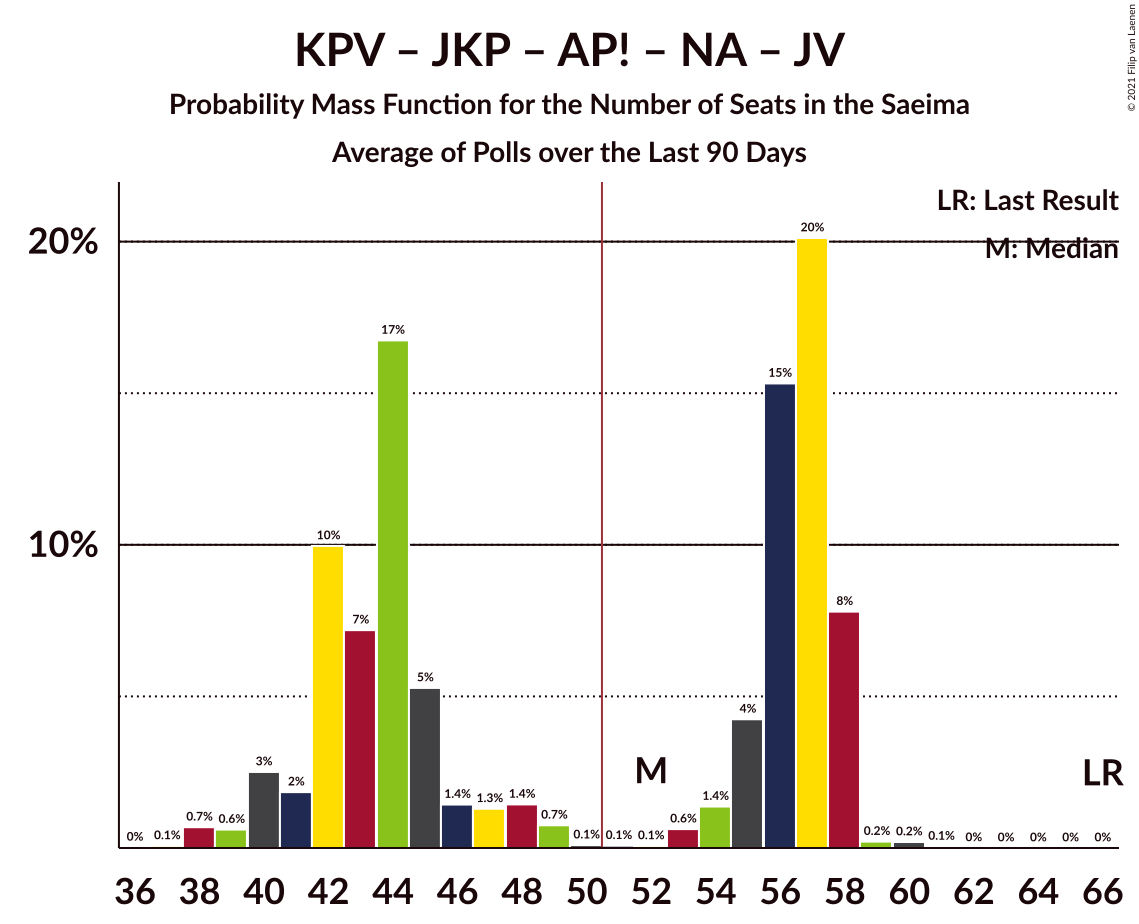 KPV – JKP – AP! – NA – JV
Probability Mass Function for the Number of Seats in the Saeima
Average of Polls over the Last 90 Days
© 2021 Filip van Laenen
LR: Last Result
M: Median
20%
10%
0% 0.1% 0.7% 0.6% 3% 2% 10% 7% 17% 5% 1.4% 1.3% 1.4% 0.7% 0.1% 0.1% 0.1% 0.6% 1.4% 4% 15% 20% 8% 0.2% 0.2% 0.1% 0% 0% 0% 0% 0%
M
LR
36 38 40 42 44 46 48 50 52 54 56 58 60 62 64 66